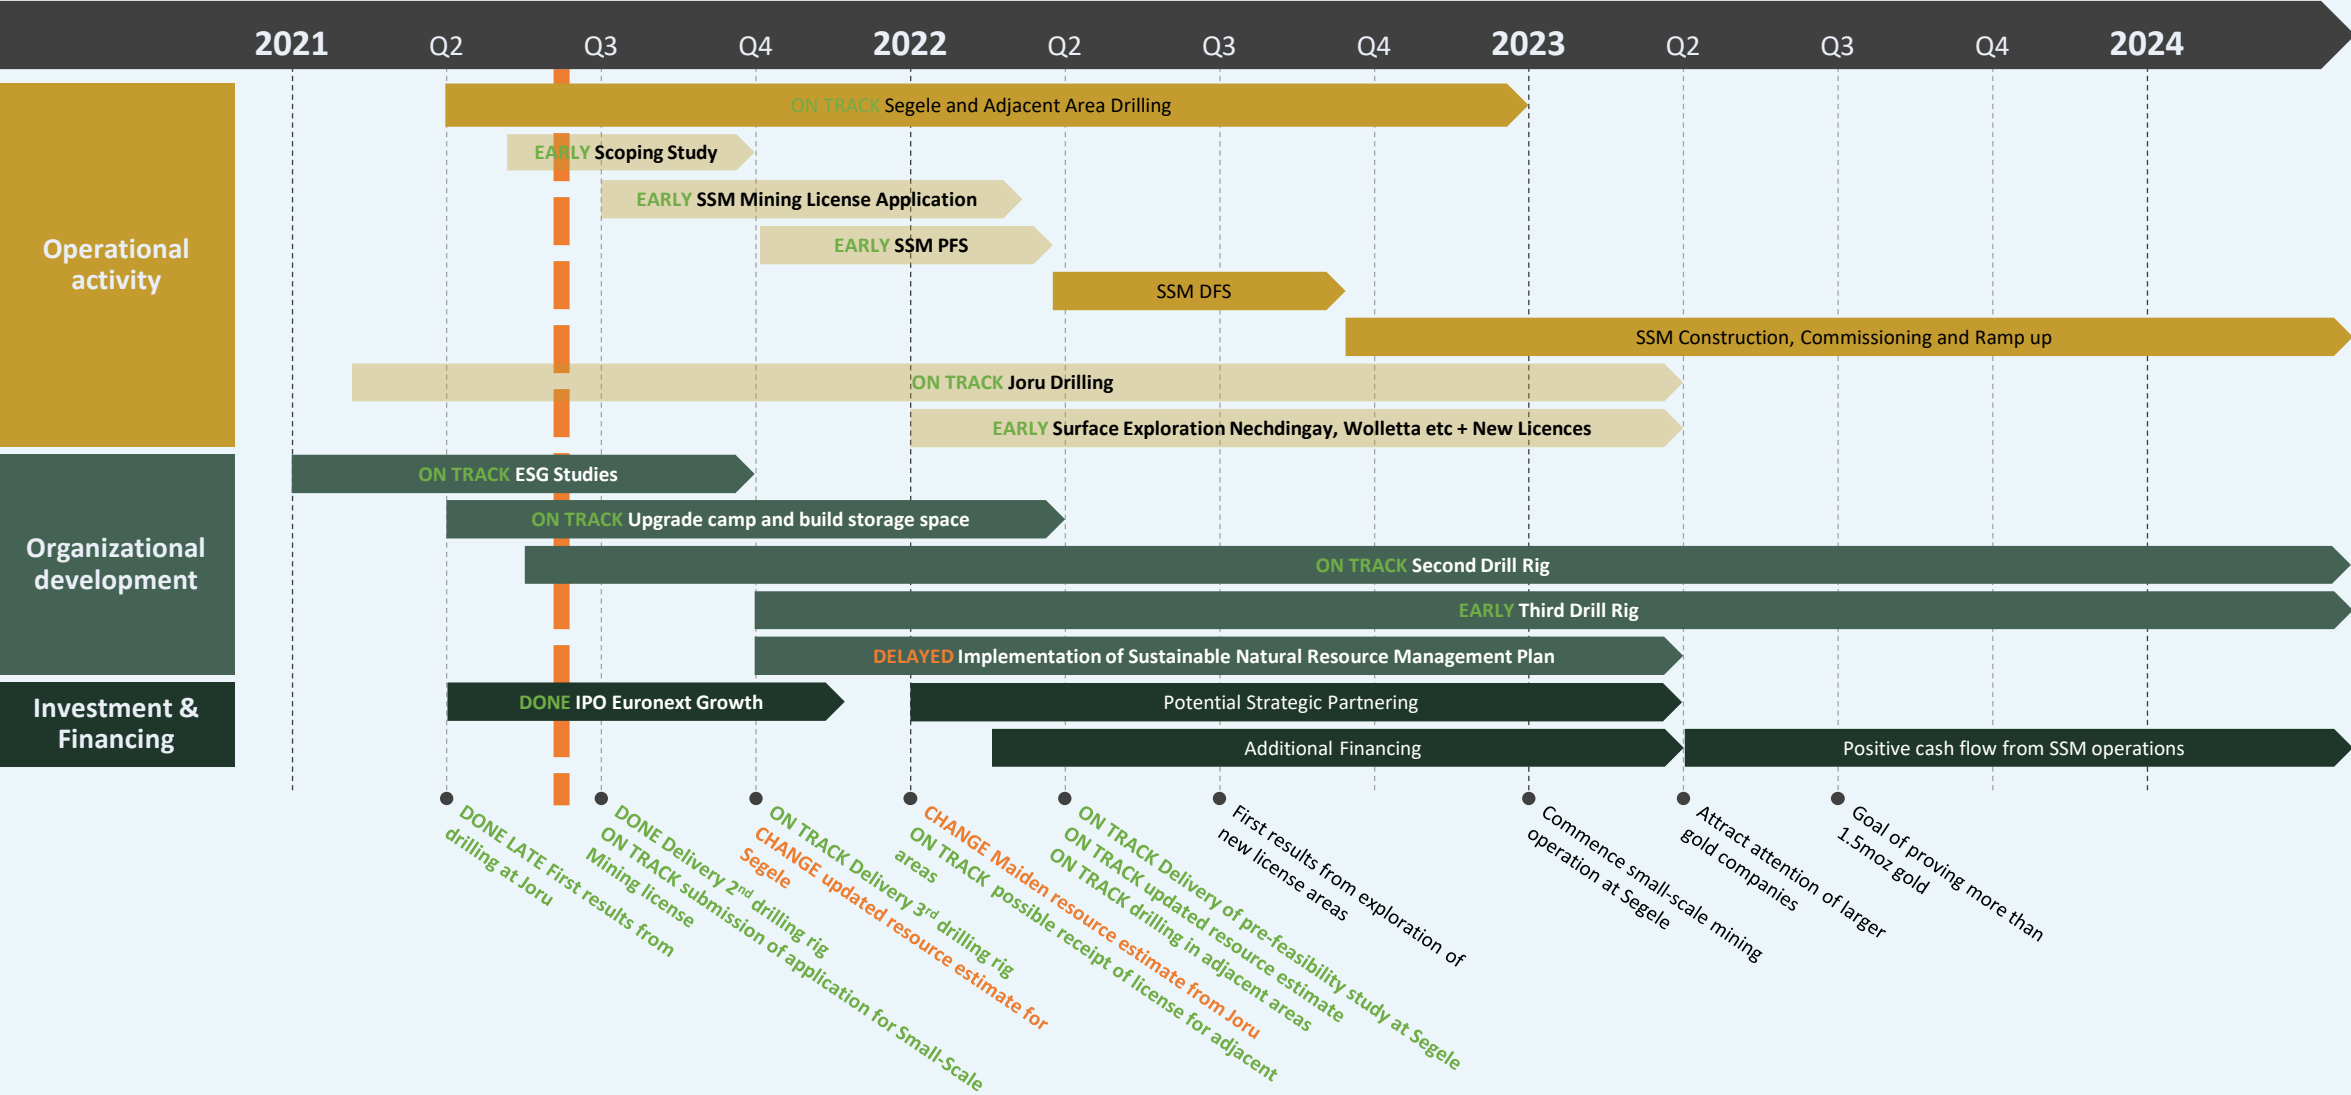 2021 Q2 Q3 Q4 2022 Q2 Q3 Q4 2023 Q2 Q3 Q4 2024
Operational
activity
ON TRACK Segele and Adjacent Area Drilling
EARLY Scoping Study
EARLY SSM Mining License Application
EARLY SSM PFS
SSM DFS
SSM Construction, Commissioning and Ramp up
ON TRACK Joru Drilling
EARLY Surface Exploration Nechdingay, Wolletta etc + New Licences
Organizational
development
ON TRACK ESG Studies
ON TRACK Upgrade camp and build storage space
ON TRACK Second Drill Rig
EARLY Third Drill Rig
DELAYED Implementation of Sustainable Natural Resource Management Plan
Investment &
Financing
DONE IPO Euronext Growth
Potential Strategic Partnering
Additional Financing
Positive cash flow from SSM operations
DONE LATE First results from
drilling at Joru
DONE Delivery 2nd drilling rig
ON TRACK submission of application for Small-Scale
Mining license
ON TRACK Delivery 3rd drilling rig
CHANGE updated resource estimate for
Segele
CHANGE Maiden resource estimate from Joru
ON TRACK possible receipt of license for adjacent
areas
ON TRACK Delivery of pre-feasibility study at Segele
ON TRACK updated resource estimate
ON TRACK drilling in adjacent areas
First results from exploration of
new license areas
Commence small-scale mining
operation at Segele
Attract attention of larger
gold companies
Goal of proving more than
1.5moz gold